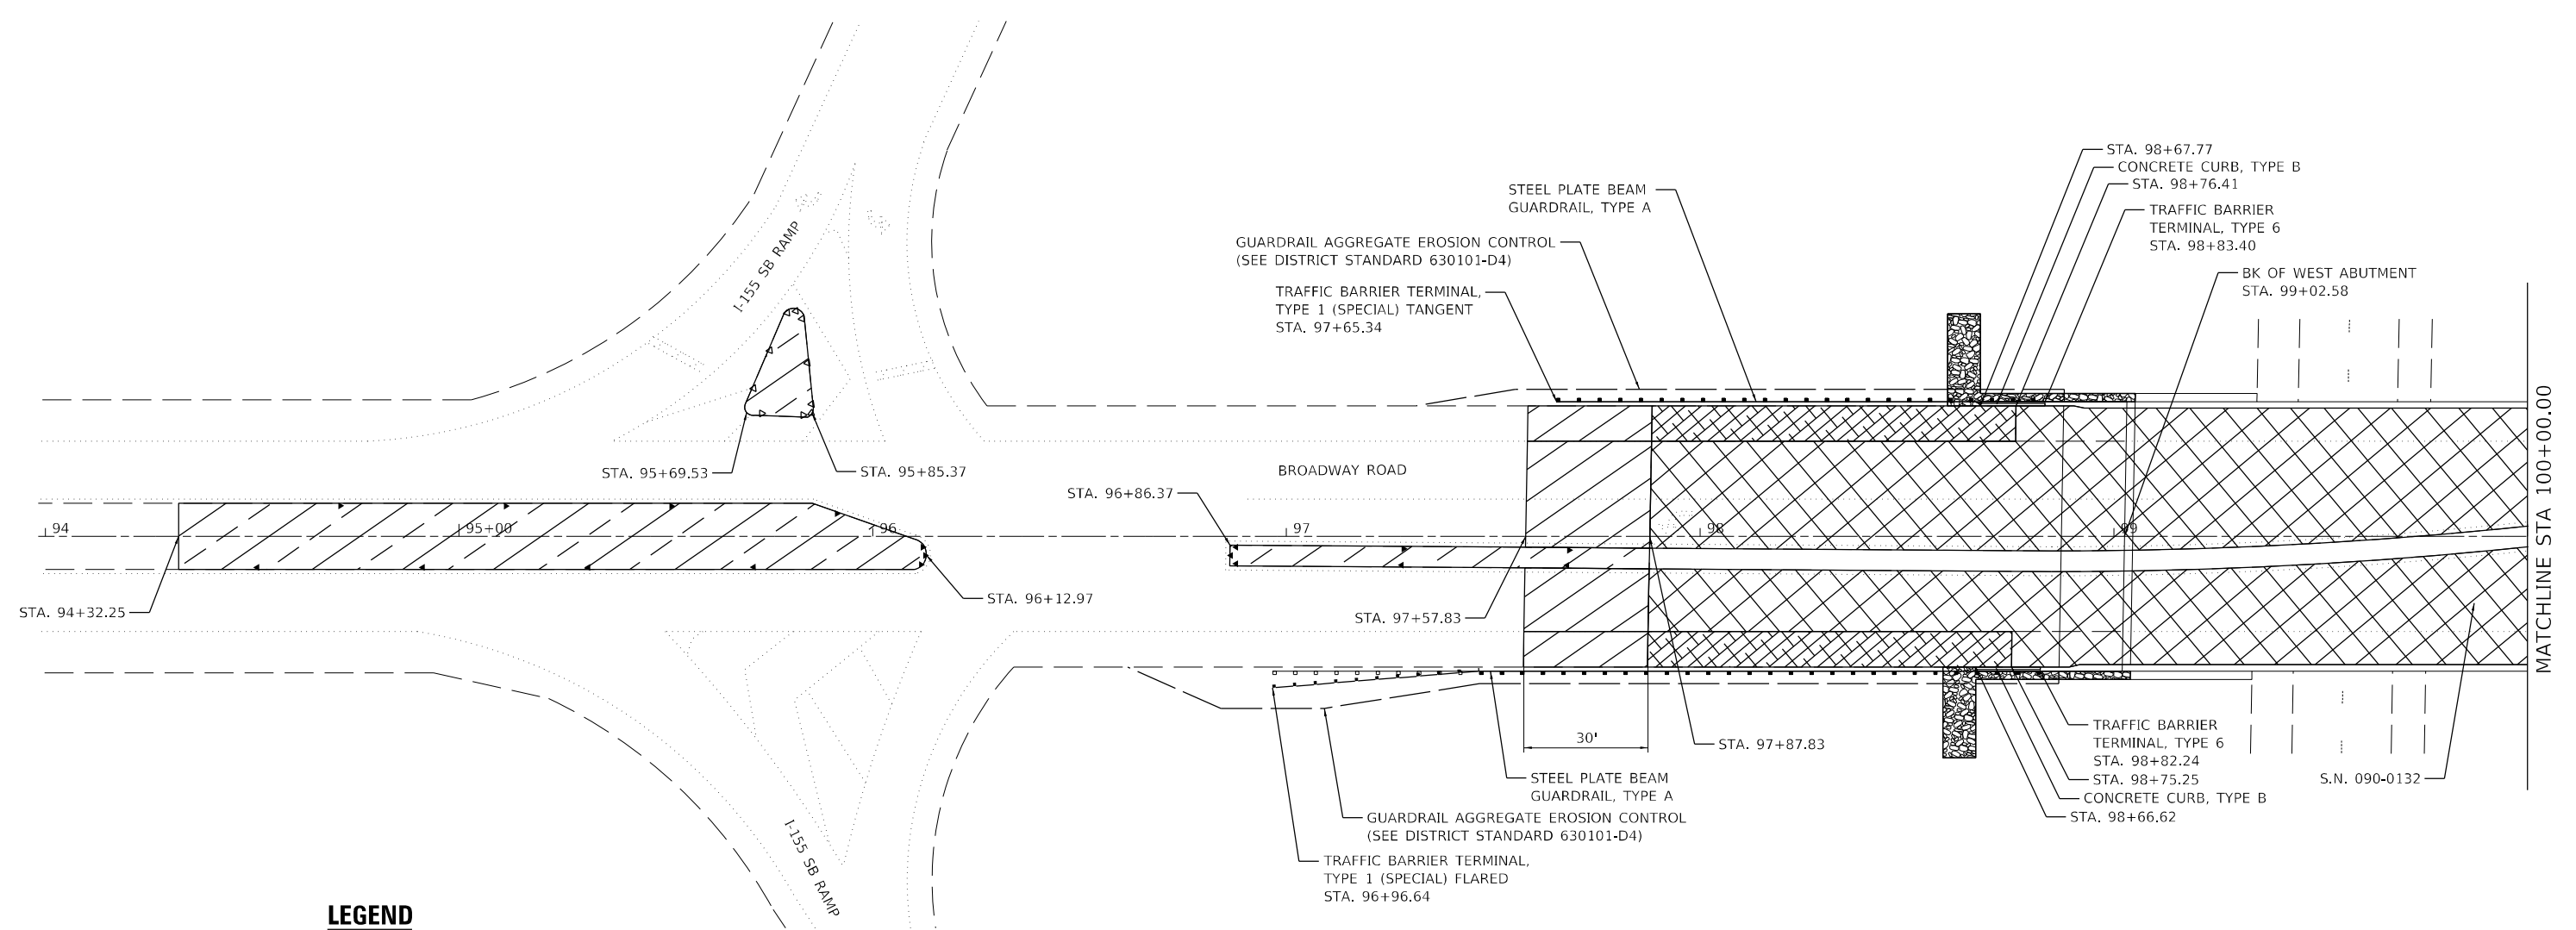 STA. 98+67.77
CONCRETE CURB, TYPE B
STA. 98+76.41
STEEL PLATE BEAM
GUARDRAIL, TYPE A
TRAFFIC BARRIER
TERMINAL, TYPE 6
STA. 98+83.40
GUARDRAIL AGGREGATE EROSION CONTROL
(SEE DISTRICT STANDARD 630101-D4)
BK OF WEST ABUTMENT
STA. 99+02.58
TRAFFIC BARRIER TERMINAL,
TYPE 1 (SPECIAL) TANGENT
STA. 97+65.34
I-155 SB RAMP
MATCHLINE STA 100+00.00
STA. 95+69.53
STA. 95+85.37
BROADWAY ROAD
STA. 96+86.37
94
95+00
96
97
98
99
STA. 94+32.25
STA. 96+12.97
STA. 97+57.83
30'
STA. 97+87.83
TRAFFIC BARRIER
TERMINAL, TYPE 6
STA. 98+82.24
STA. 98+75.25
CONCRETE CURB, TYPE B
STA. 98+66.62
S.N. 090-0132
STEEL PLATE BEAM
GUARDRAIL, TYPE A
GUARDRAIL AGGREGATE EROSION CONTROL
(SEE DISTRICT STANDARD 630101-D4)
TRAFFIC BARRIER TERMINAL,
TYPE 1 (SPECIAL) FLARED
STA. 96+96.64
I-155 SB RAMP
LEGEND